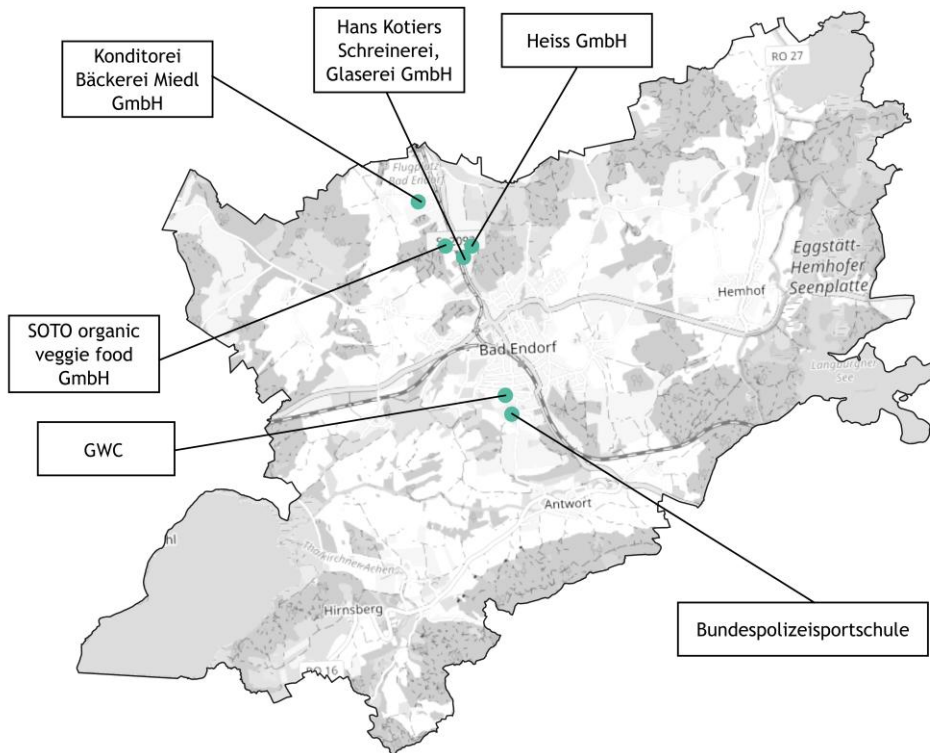 Hans Kotiers
Schreinerei,
Glaserei GmbH
Heiss GmbH
Konditorei
Bäckerei Miedl
GmbH
RO 27
Flugplatz
Bad Endorf
Eggstätt-
Hemhofer
Seenplatte
Hemhof
SOTO organic
veggie food
GmbH
Bad Endorf
Langbürgner
See
GWC
Antwort
Thalkirchner Achen
Hirnsberg
Bundespolizeisportschule
RO 16